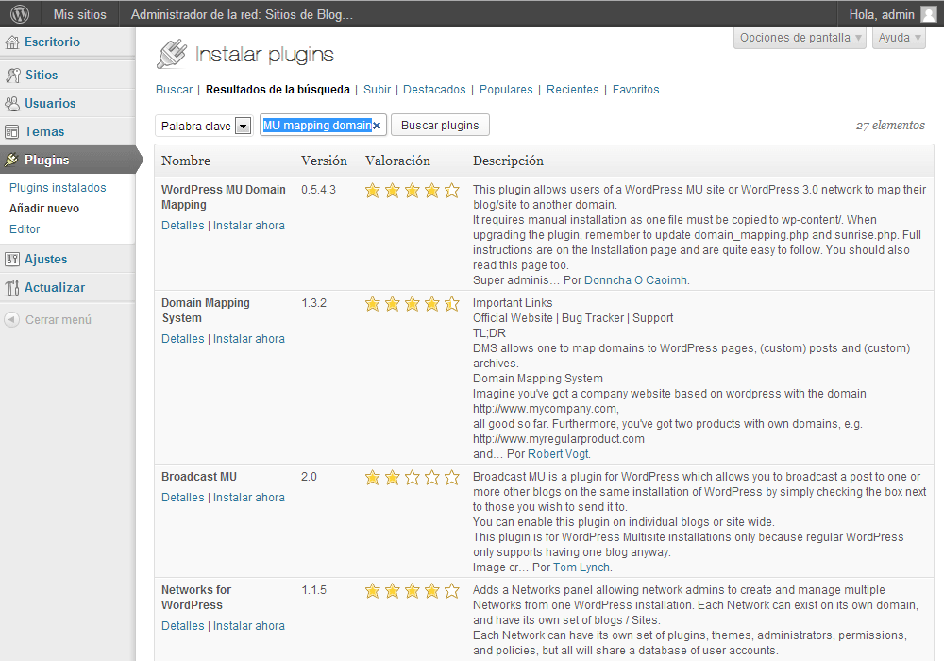 Mis sitios Administrador de la red: Sitios de Blog... Hola, admin
Escritorio
Sitios
Usuarios
Temas
Plugins
Plugins instalados
Añadir nuevo
Editor
Ajustes
Actualizar
Cerrar menú
Opciones de pantalla Ayuda
Instalar plugins
Buscar | Resultados de la búsqueda | Subir | Destacados | Populares | Recientes | Favoritos
Palabra clave MU mapping domain × Buscar plugins 27 elementos
Nombre Versión Valoración Descripción
WordPress MU Domain
Mapping
Detalles | Instalar ahora
0.5.4.3
This plugin allows users of a WordPress MU site or WordPress 3.0 network to map their
blog/site to another domain.
It requires manual installation as one file must be copied to wp-content/. When
upgrading the plugin, remember to update domain_mapping.php and sunrise.php. Full
instructions are on the Installation page and are quite easy to follow. You should also
read this page too.
Super adminis... Por Donncha O Caoimh.
Domain Mapping
System
Detalles | Instalar ahora
1.3.2
Important Links
Official Website | Bug Tracker | Support
TL;DR
DMS allows one to map domains to WordPress pages, (custom) posts and (custom)
archives.
Domain Mapping System
Imagine you've got a company website based on wordpress with the domain
http://www.mycompany.com,
all good so far. Furthermore, you've got two products with own domains, e.g.
http://www.myregularproduct.com
and... Por Robert Vogt.
Broadcast MU
Detalles | Instalar ahora
2.0
Broadcast MU is a plugin for WordPress which allows you to broadcast a post to one or
more other blogs on the same installation of WordPress by simply checking the box next
to those you wish to send it to.
You can enable this plugin on individual blogs or site wide.
This plugin is for WordPress Multisite installations only because regular WordPress
only supports having one blog anyway.
Image cr... Por Tom Lynch.
Networks for
WordPress
Detalles | Instalar ahora
1.1.5
Adds a Networks panel allowing network admins to create and manage multiple
Networks from one WordPress installation. Each Network can exist on its own domain,
and have its own set of blogs / Sites.
Each Network can have its own set of plugins, themes, administrators, permissions,
and policies, but all will share a database of user accounts.